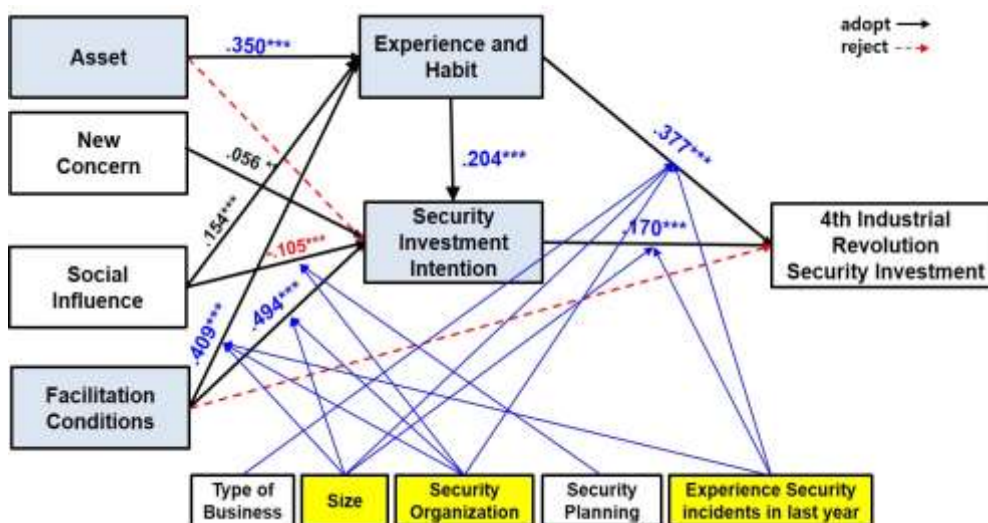 adopt
reject
Asset
.350***
Experience and
Habit
New
Concern
.056 **
.204***
.377***
.154***
Security
Investment
Intention
.170***
4th Industrial
Revolution
Security Investment
Social
Influence
-.105***
.409***
.494***
Facilitation
Conditions
Type of
Business
Size
Security
Organization
Security
Planning
Experience Security
incidents in last year